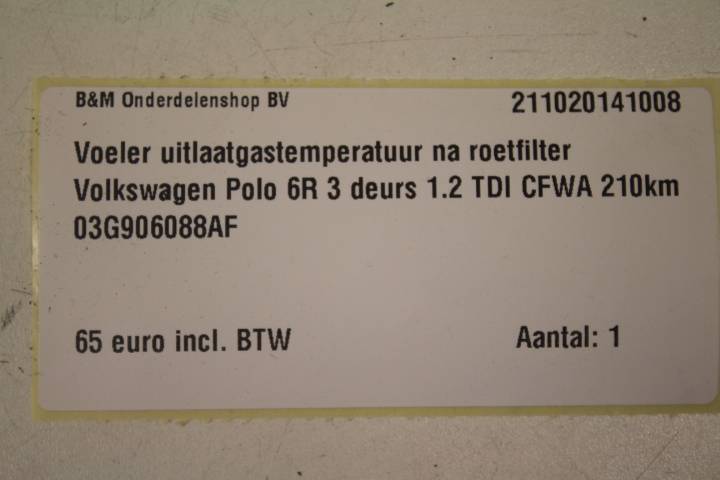 B&M Onderdelenshop BV 211020141008
Voeler uitlaatgastemperatuur na roetfilter
Volkswagen Polo 6R 3 deurs 1.2 TDI CFWA 210km
03G906088AF
65 euro incl. BTW Aantal: 1